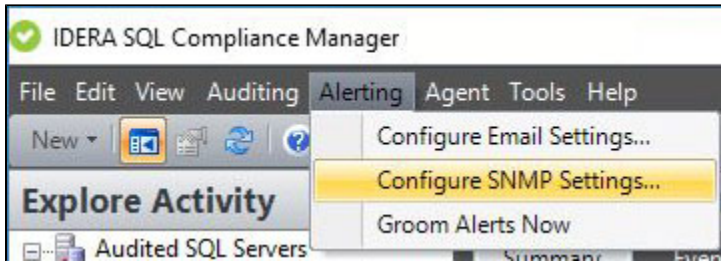 IDERA SQL Compliance Manager
File Edit View Auditing Alerting Agent Tools Help
New
Configure Email Settings...
Configure SNMP Settings...
Explore Activity
Groom Alerts Now
Audited SQL Servers
Summary